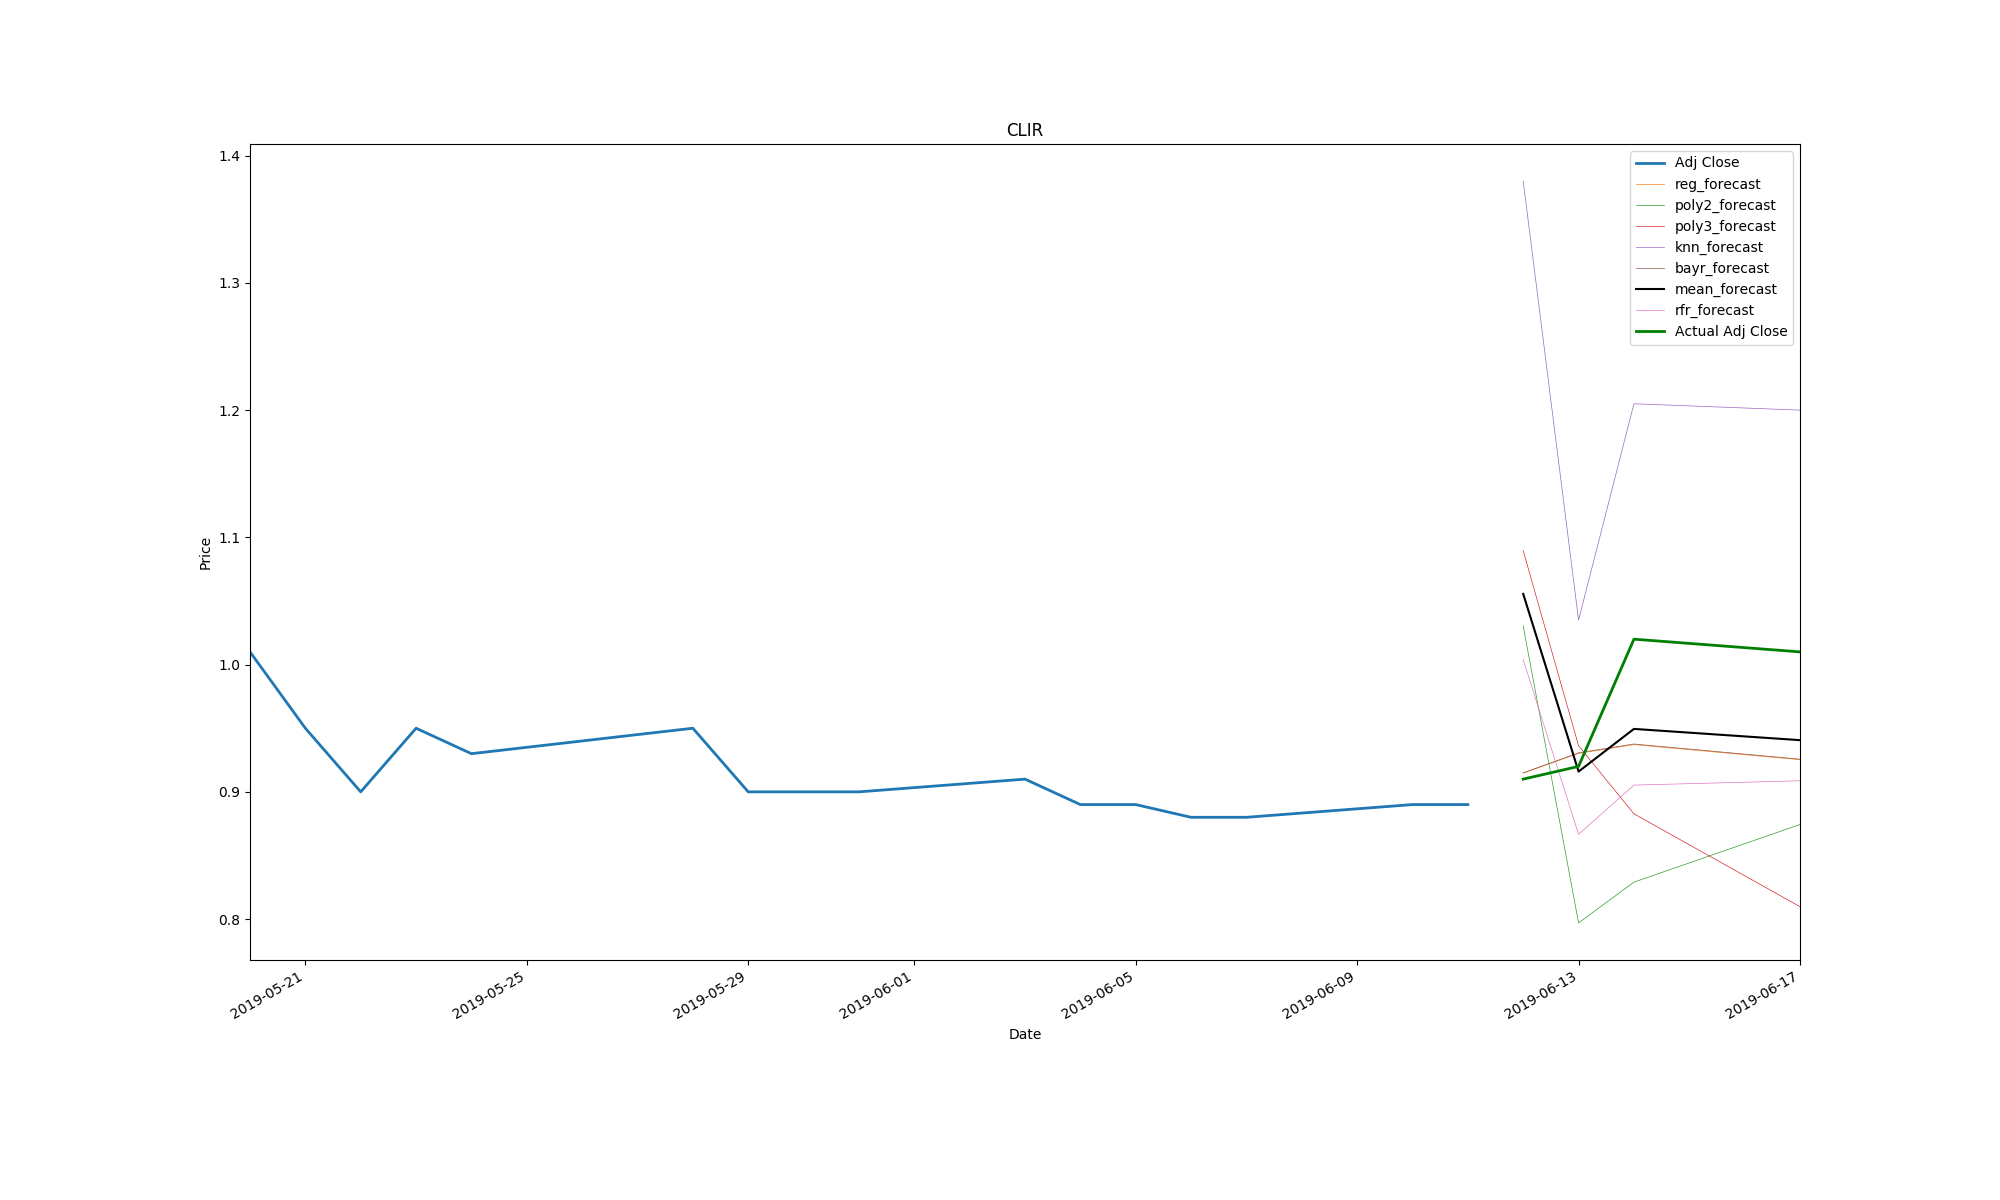 CLIR
1.4
1.3
1.2
1.1
1.0
0.9
0.8
Price
Adj Close
reg_forecast
poly2_forecast
poly3_forecast
knn_forecast
bayr_forecast
mean_forecast
rfr_forecast
Actual Adj Close
2019-05-21
2019-05-25
2019-05-29
2019-06-01
2019-06-05
2019-06-09
2019-06-13
2019-06-17
Date